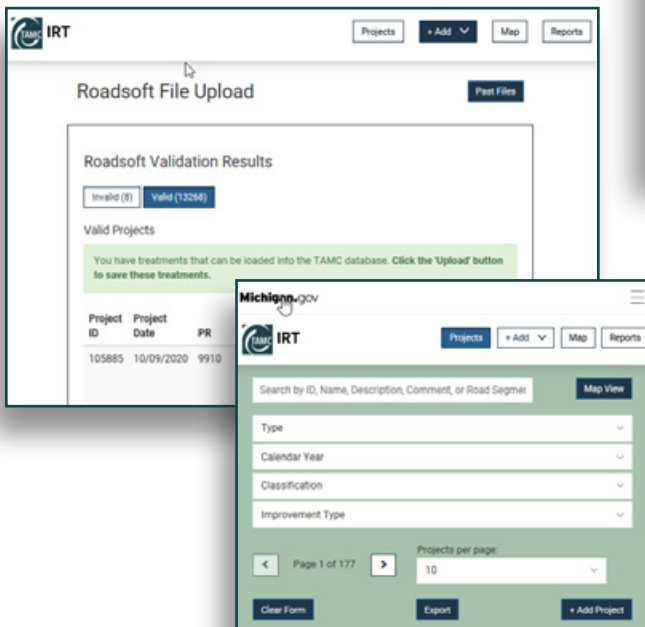 TAMC IRT
Projects
+ Add
Map
Reports
Roadsoft File Upload
Past Files
Roadsoft Validation Results
Invalid (8)
Valid (13268)
Valid Projects
You have treatments that can be loaded into the TAMC database. Click the 'Upload' button
to save these treatments.
Project ID
Project Date
PR
105885 10/09/2020 9910
Michigan.gov
TAMC IRT
Projects
+ Add
Map
Reports
Search by ID, Name, Description, Comment, or Road Segmer
Map View
Type
Calendar Year
Classification
Improvement Type
Page 1 of 177
Projects per page:
10
Clear Form
Export
+ Add Project